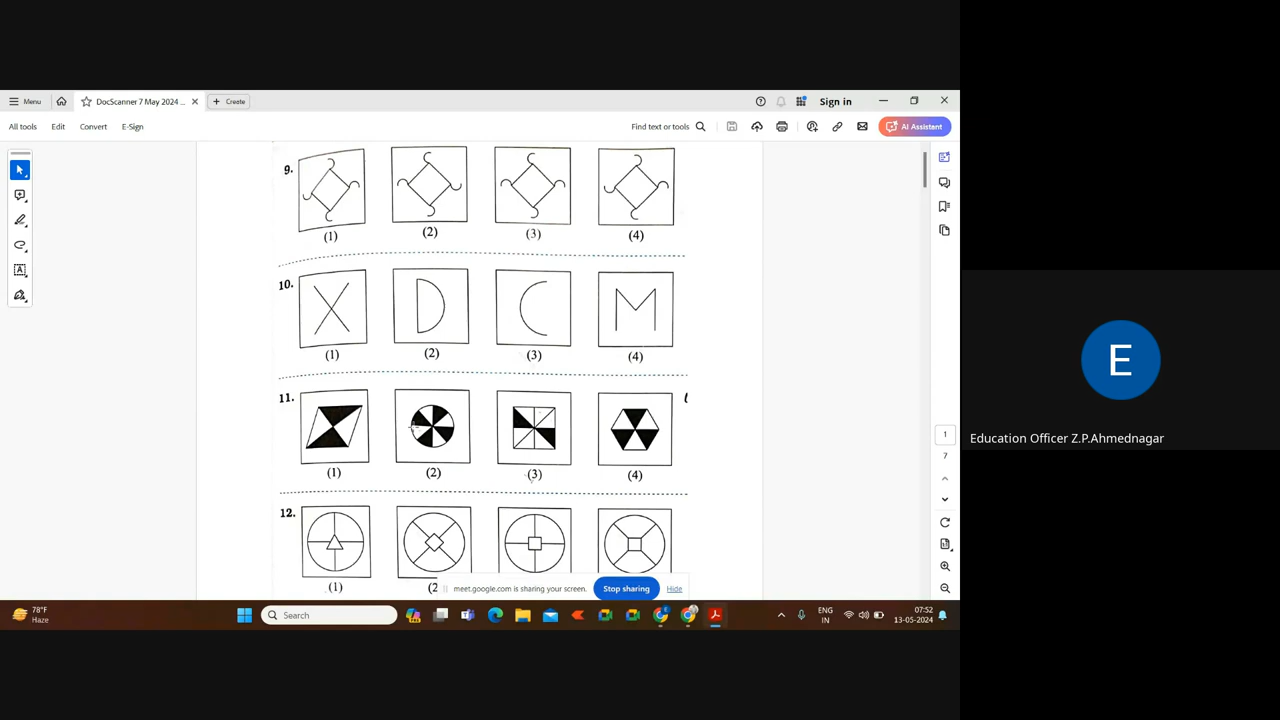 Menu
DocScanner 7 May 2024 ...
Create
Sign in
All tools
Edit
Convert
E-Sign
Find text or tools
AI Assistant
9.
(1)
(2)
(3)
(4)
10.
X
D
C
M
(1)
(2)
(3)
(4)
11.
(1)
(2)
(3)
(4)
12.
(1)
(2
meet.google.com is sharing your screen.
Stop sharing
Hide
1
7
E
Education Officer Z.P.Ahmednagar
78°F
Haze
Search
ENG
IN
07:52
13-05-2024